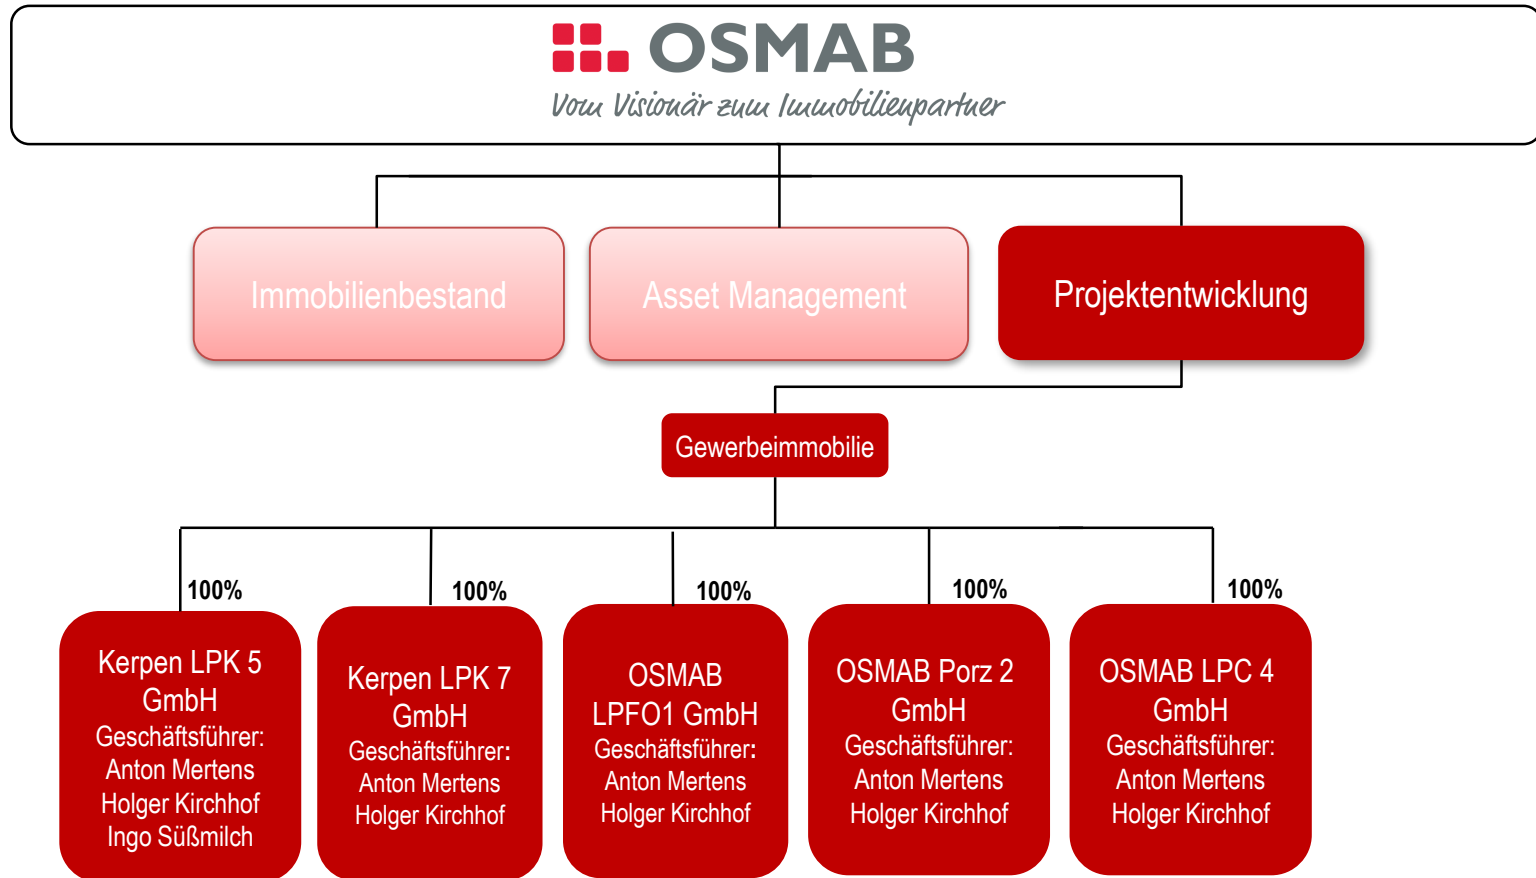 OSMAB
Vom Visionär zum Immobilienpartner
Immobilienbestand
Asset Management
Projektentwicklung
Gewerbeimmobilie
100%
100%
100%
100%
100%
Kerpen LPK 5
GmbH
Geschäftsführer:
Anton Mertens
Holger Kirchhof
Ingo Süßmilch
Kerpen LPK 7
GmbH
Geschäftsführer:
Anton Mertens
Holger Kirchhof
OSMAB
LPFO1 GmbH
Geschäftsführer:
Anton Mertens
Holger Kirchhof
OSMAB Porz 2
GmbH
Geschäftsführer:
Anton Mertens
Holger Kirchhof
OSMAB LPC 4
GmbH
Geschäftsführer:
Anton Mertens
Holger Kirchhof